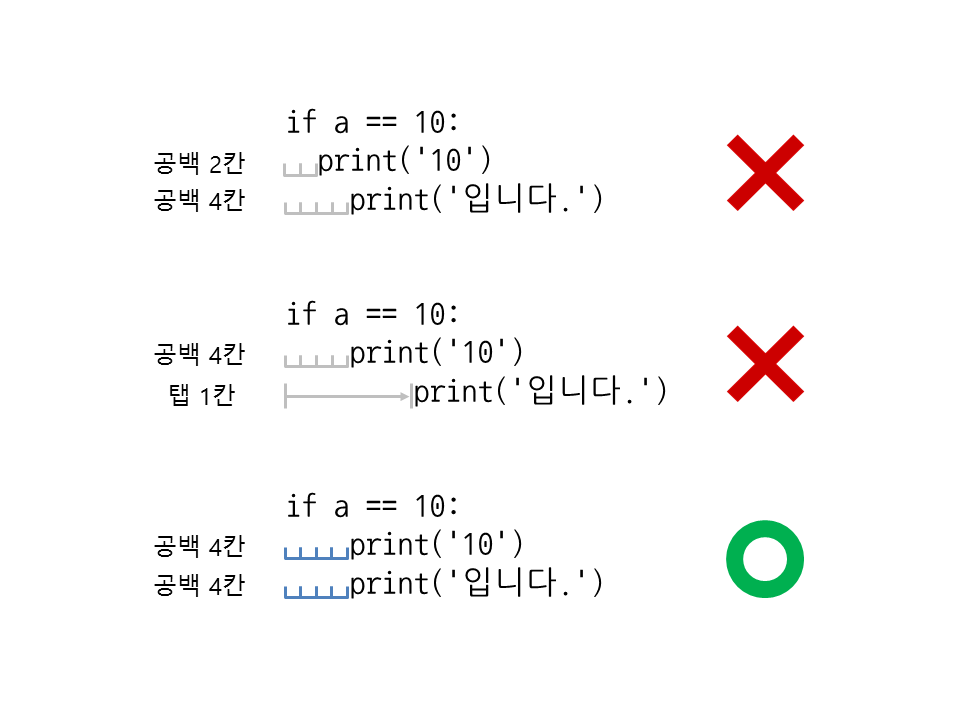 if a == 10:
공백 2칸 print('10')
공백 4칸 print('입니다.')
if a == 10:
공백 4칸 print('10')
탭 1칸 print('입니다.')
if a == 10:
공백 4칸 print('10')
공백 4칸 print('입니다.')